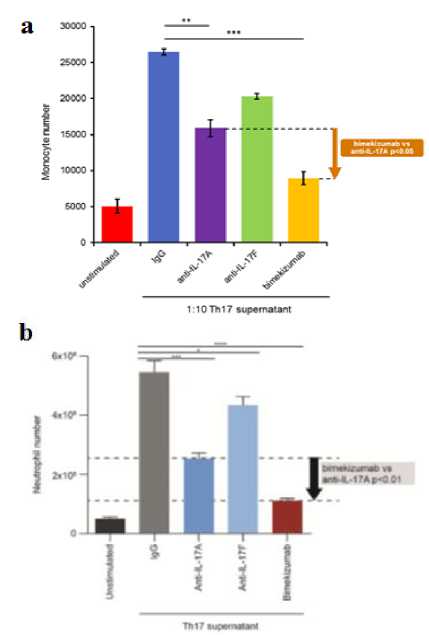 a
**
***
30000
25000
20000
15000
10000
5000
0
Monocyte number
bimekizumab vs
anti-IL-17A p<0.05
unstimulated
IgG
anti-IL-17A
anti-IL-17F
bimekizumab
1:10 Th17 supernatant
b
*
***
0
Neutrophil number
bimekizumab vs
anti-IL-17A p<0.01
Unstimulated
IgG
Anti-IL-17A
Anti-IL-17F
Bimekizumab
Th17 supernatant